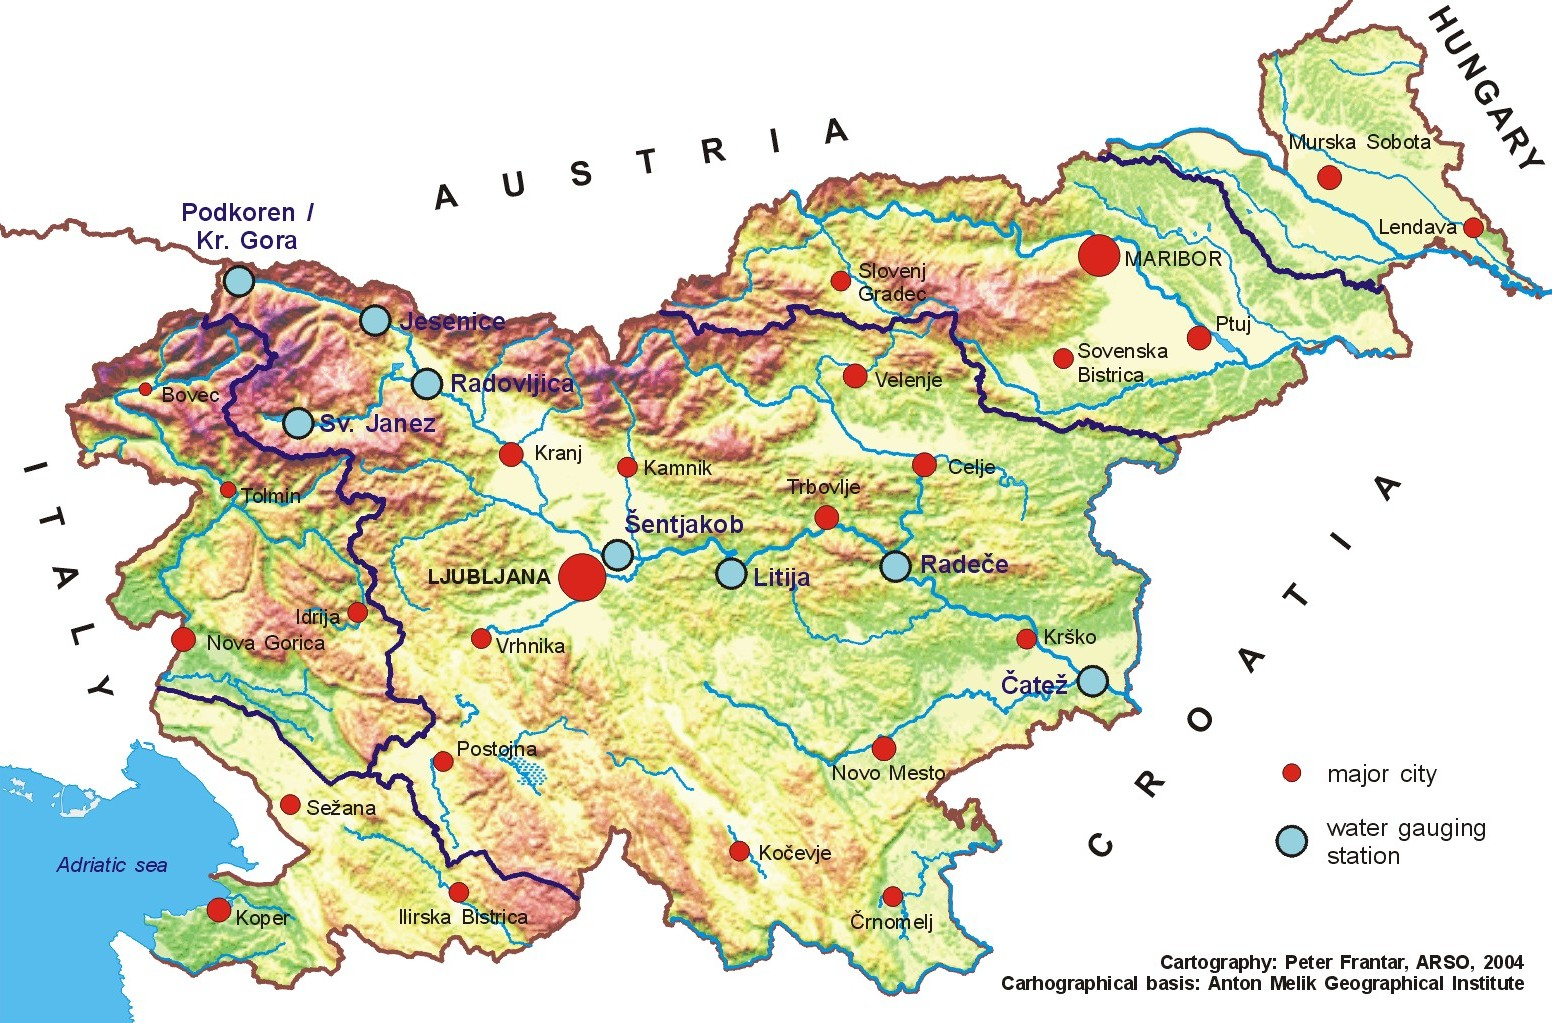 HUNGARY
AUSTRIA
Murska Sobota
Podkoren /
Kr. Gora
Lendava
MARIBOR
Slovenj
Gradec
Jesenice
Ptuj
Sovenska
Bistrica
Radovljica
Velenje
Bovec
Sv. Janez
Kranj
Kamnik
Celje
ITALY
Trbovlje
Tolmin
Šentjakob
CROATIA
LJUBLJANA
Litija
Radeče
Idrija
Nova Gorica
Vrhnika
Krško
Čatež
Postojna
Novo Mesto
major city
Sežana
water gauging
station
Adriatic sea
Kočevje
Koper
Ilirska Bistrica
Črnomelj
Cartography: Peter Frantar, ARSO, 2004
Carhographical basis: Anton Melik Geographical Institute